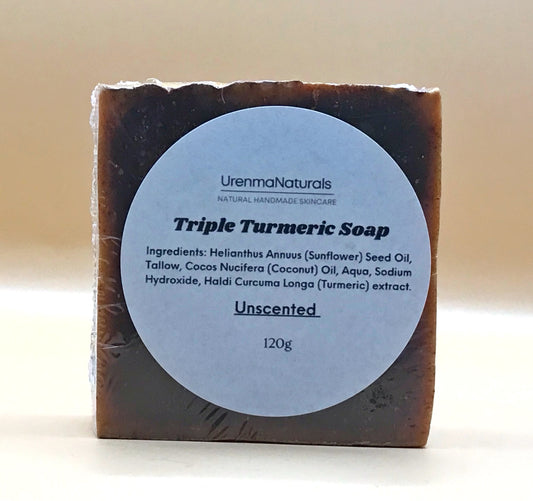 UrenmaNaturals
NATURAL HANDMADE SKINCARE
Triple Turmeric Soap
Ingredients: Helianthus Annuus (Sunflower) Seed Oil,
Tallow, Cocos Nucifera (Coconut) Oil, Aqua, Sodium
Hydroxide, Haldi Curcuma Longa (Turmeric) extract.
Unscented
120g